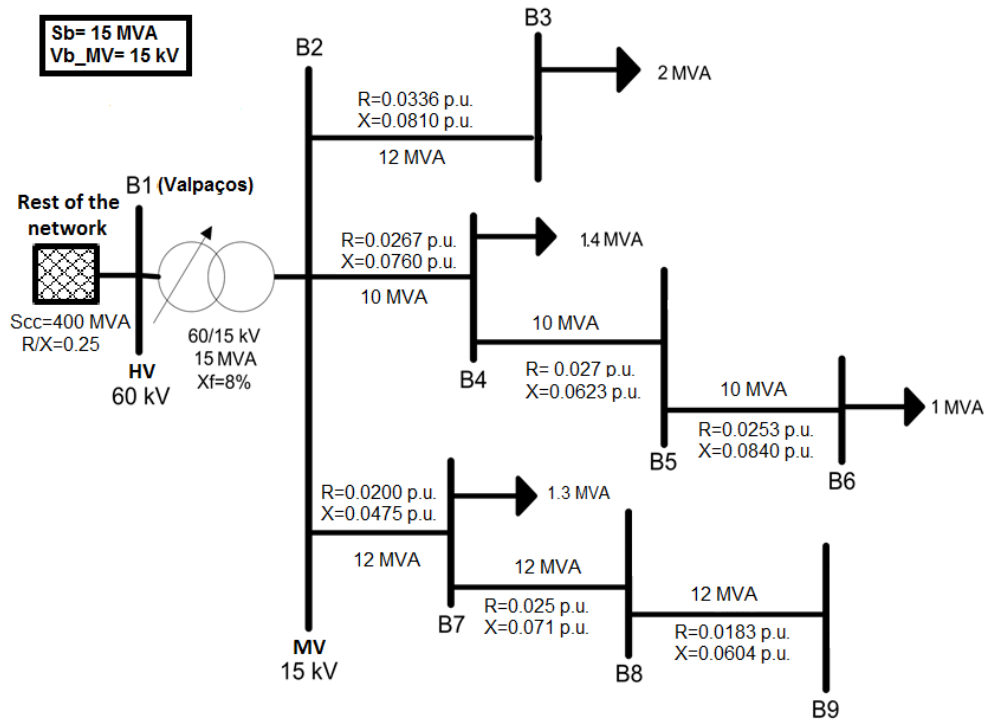 Sb= 15 MVA
Vb_MV= 15 kV
B2
B3
2 MVA
R=0.0336 p.u.
X=0.0810 p.u.
12 MVA
B1 (Valpaços)
Rest of the
network
Scc=400 MVA
R/X=0.25
HV
60 kV
60/15 kV
15 MVA
Xf=8%
R=0.0267 p.u.
X=0.0760 p.u.
10 MVA
1.4 MVA
B4
10 MVA
R= 0.027 p.u.
X=0.0623 p.u.
B5
10 MVA
R=0.0253 p.u.
X=0.0840 p.u.
1 MVA
B6
R=0.0200 p.u.
X=0.0475 p.u.
12 MVA
1.3 MVA
B7
12 MVA
R=0.025 p.u.
X=0.071 p.u.
B8
12 MVA
R=0.0183 p.u.
X=0.0604 p.u.
B9
MV
15 kV